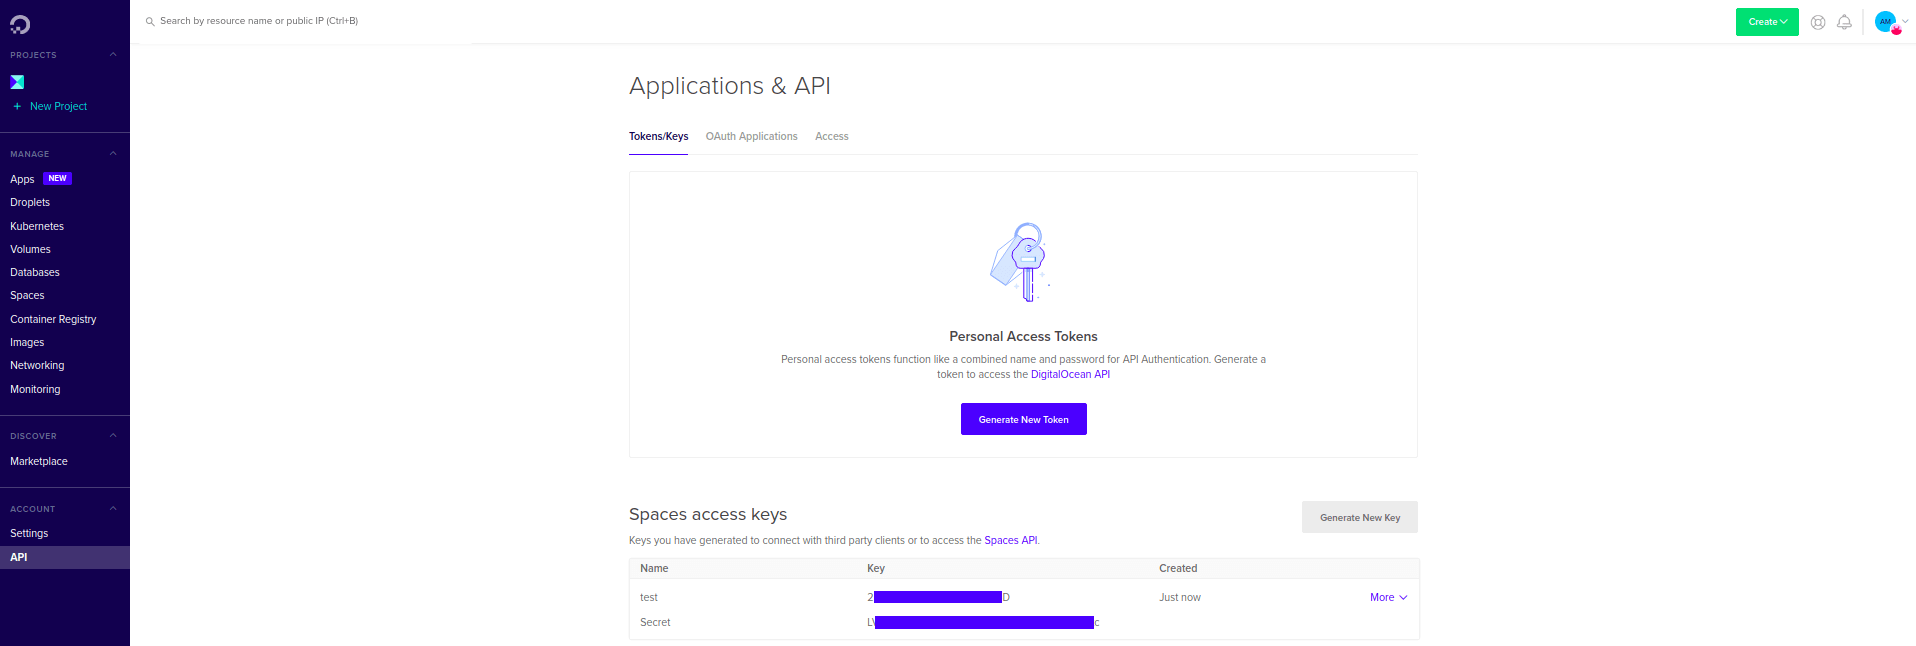 Search by resource name or public IP (Ctrl+B)
Create
AM
PROJECTS
+ New Project
MANAGE
Apps NEW
Droplets
Kubernetes
Volumes
Databases
Spaces
Container Registry
Images
Networking
Monitoring
DISCOVER
Marketplace
ACCOUNT
Settings
API
Applications & API
Tokens/Keys OAuth Applications Access
Personal Access Tokens
Personal access tokens function like a combined name and password for API Authentication. Generate a
token to access the DigitalOcean API
Generate New Token
Spaces access keys
Generate New Key
Keys you have generated to connect with third party clients or to access the Spaces API.
Name Key Created
test 2 D Just now More
Secret L c